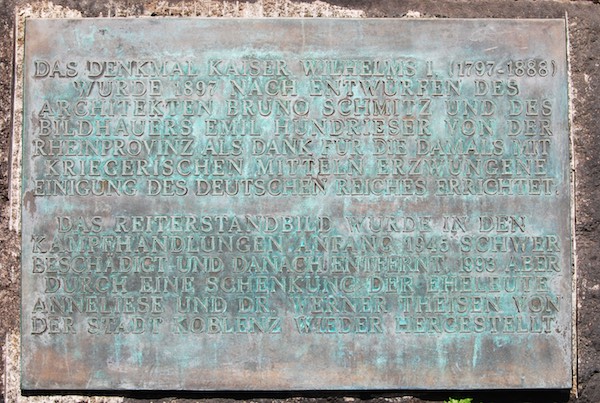 DAS DENKMAL KAISER WILHELMS I. (1797-1888)
WURDE 1897 NACH ENTWÜRFEN DES
ARCHITEKTEN BRUNO SCHMITZ UND DES
BILDHAUERS EMIL HUNDRIESER VON DER
RHEINPROVINZ ALS DANK FÜR DIE DAMALS MIT
KRIEGERISCHEN MITTELN ERZWUNGENE
EINIGUNG DES DEUTSCHEN REICHES ERRICHTET.
DAS REITERSTANDBILD WURDE IN DEN
KAMPFHANDLUNGEN ANFANG 1945 SCHWER
BESCHÄDIGT UND DANACH ENTFERNT, 1993 ABER
DURCH EINE SCHENKUNG DER EHELEUTE
ANNELIESE UND DR. WERNER THEISEN VON
DER STADT KOBLENZ WIEDER HERGESTELLT.